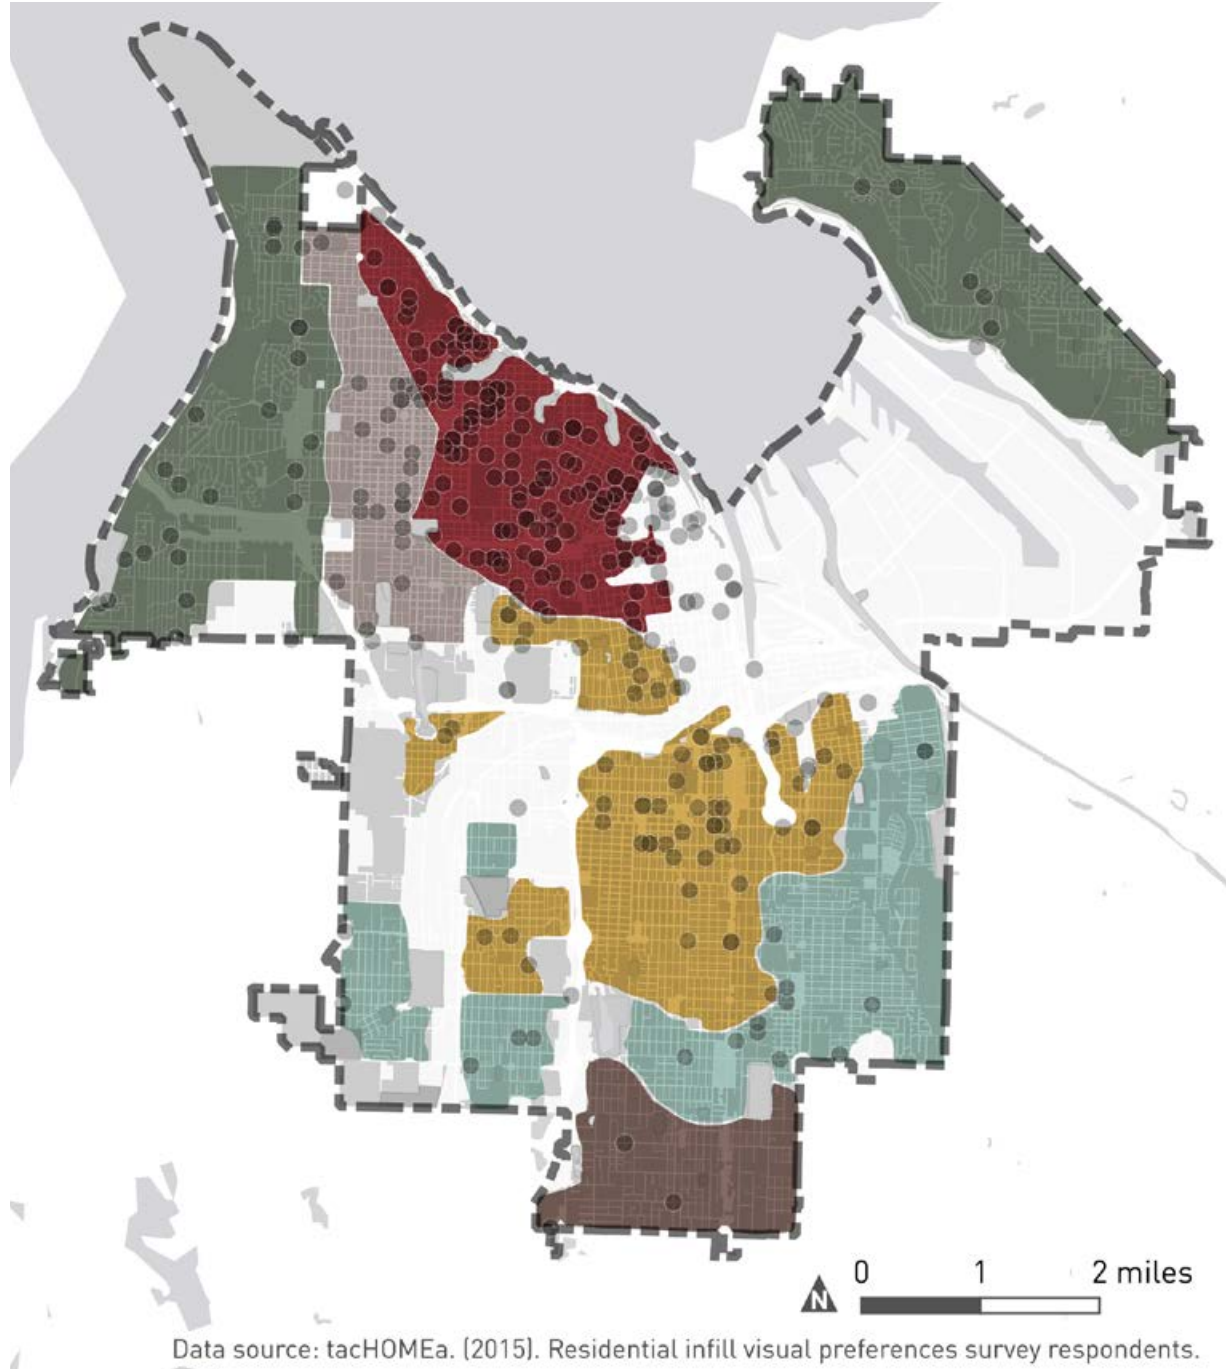 0 1 2 miles
N
Data source: tacHOMEa. (2015). Residential infill visual preferences survey respondents.